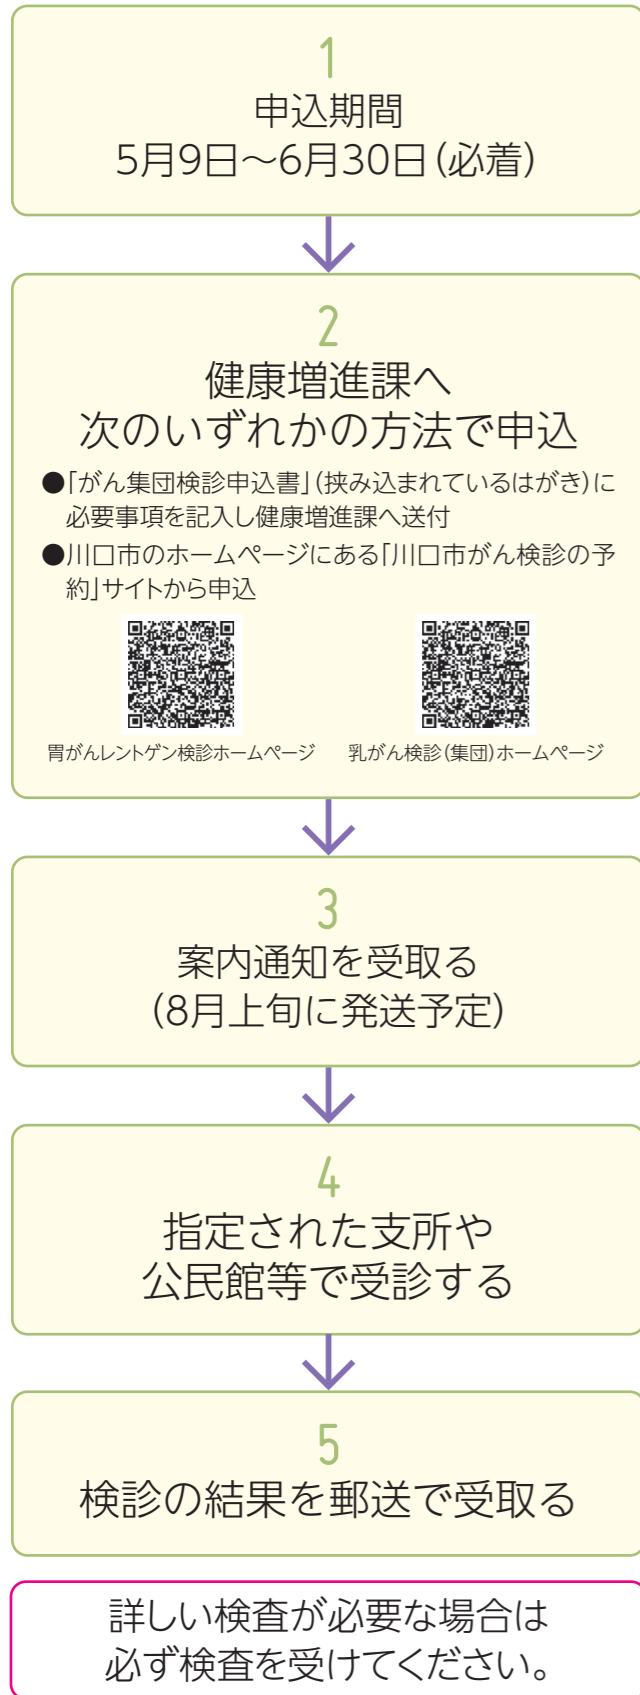 1
申込期間
5月9日～6月30日（必着）
2
健康増進課へ
次のいずれかの方法で申込
●「がん集団検診申込書」（挟み込まれているはがき）に
必要事項を記入し健康増進課へ送付
●川口市のホームページにある「川口市がん検診の予
約」サイトから申込
胃がんレントゲン検診ホームページ
乳がん検診（集団）ホームページ
3
案内通知を受取る
（8月上旬に発送予定）
4
指定された支所や
公民館等で受診する
5
検診の結果を郵送で受取る
詳しい検査が必要な場合は
必ず検査を受けてください。